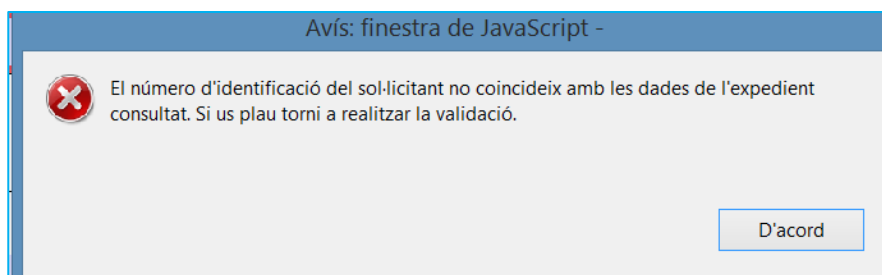 Avís: finestra de JavaScript -
El número d'identificació del sol·licitant no coincideix amb les dades de l'expedient
consultat. Si us plau torni a realitzar la validació.
D'acord